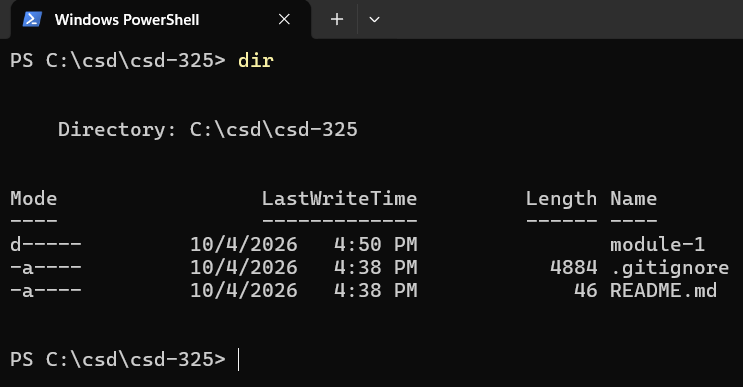 Windows PowerShell
PS C:\csd\csd-325> dir
Directory: C:\csd\csd-325
Mode LastWriteTime Length Name
---- ------------- ------ ----
d----- 10/4/2026 4:50 PM module-1
-a---- 10/4/2026 4:38 PM 4884 .gitignore
-a---- 10/4/2026 4:38 PM 46 README.md
PS C:\csd\csd-325>